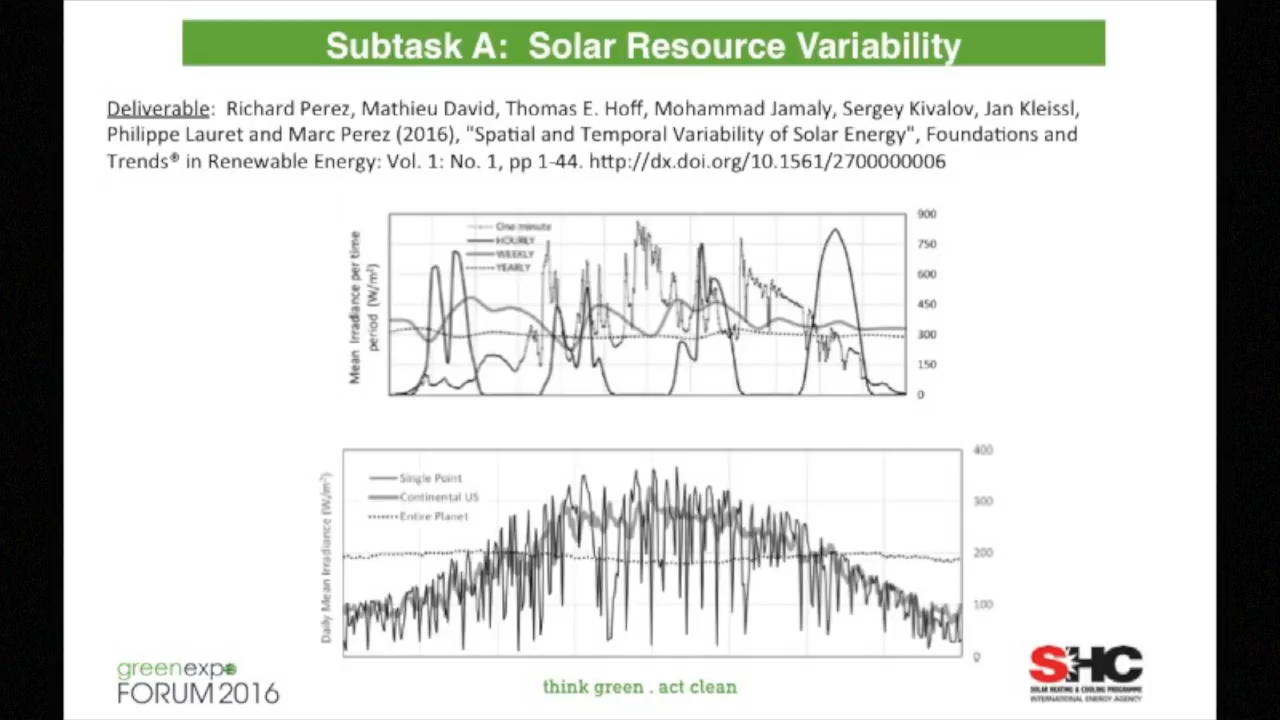 Subtask A: Solar Resource Variability
Deliverable: Richard Perez, Mathieu David, Thomas E. Hoff, Mohammad Jamaly, Sergey Kivalov, Jan Kleissl,
Philippe Lauret and Marc Perez (2016), "Spatial and Temporal Variability of Solar Energy", Foundations and
Trends® in Renewable Energy: Vol. 1: No. 1, pp 1-44. http://dx.doi.org/10.1561/2700000006
Mean Irradiance per time
period (W/m²)
One minute
HOURLY
WEEKLY
YEARLY
900
750
600
450
300
150
0
Daily Mean Irradiance (W/m²)
Single Point
Continental US
Entire Planet
400
300
200
100
0
greenexpo
FORUM 2016
think green . act clean
SHC
SOLAR HEATING & COOLING PROGRAMME
INTERNATIONAL ENERGY AGENCY